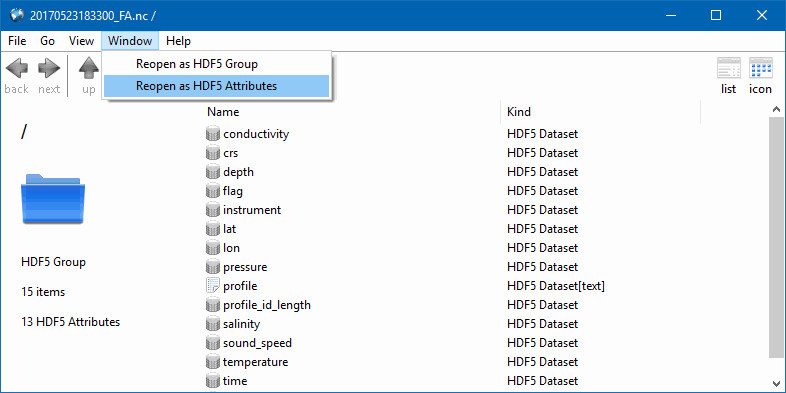 20170523183300_FA.nc /
File Go View Window Help
Reopen as HDF5 Group
Reopen as HDF5 Attributes
back next up list icon
Name Kind
/
conductivity HDF5 Dataset
crs HDF5 Dataset
depth HDF5 Dataset
flag HDF5 Dataset
instrument HDF5 Dataset
lat HDF5 Dataset
lon HDF5 Dataset
pressure HDF5 Dataset
profile HDF5 Dataset[text]
profile_id_length HDF5 Dataset
salinity HDF5 Dataset
sound_speed HDF5 Dataset
temperature HDF5 Dataset
time HDF5 Dataset
HDF5 Group
15 items
13 HDF5 Attributes